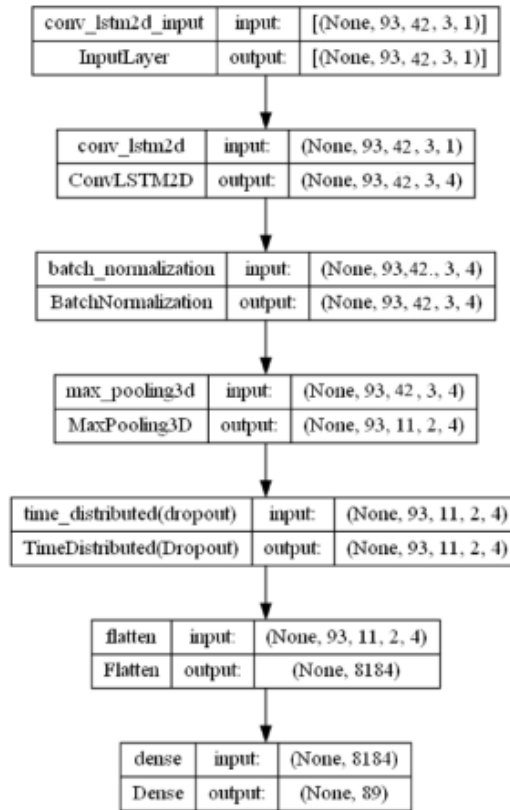 conv_lstm2d_input input: [(None, 93, 42, 3, 1)]
InputLayer output: [(None, 93, 42, 3, 1)]
conv_lstm2d input: (None, 93, 42, 3, 1)
ConvLSTM2D output: (None, 93, 42, 3, 4)
batch_normalization input: (None, 93,42., 3, 4)
BatchNormalization output: (None, 93, 42, 3, 4)
max_pooling3d input: (None, 93, 42, 3, 4)
MaxPooling3D output: (None, 93, 11, 2, 4)
time_distributed(dropout) input: (None, 93, 11, 2, 4)
TimeDistributed(Dropout) output: (None, 93, 11, 2, 4)
flatten input: (None, 93, 11, 2, 4)
Flatten output: (None, 8184)
dense input: (None, 8184)
Dense output: (None, 89)